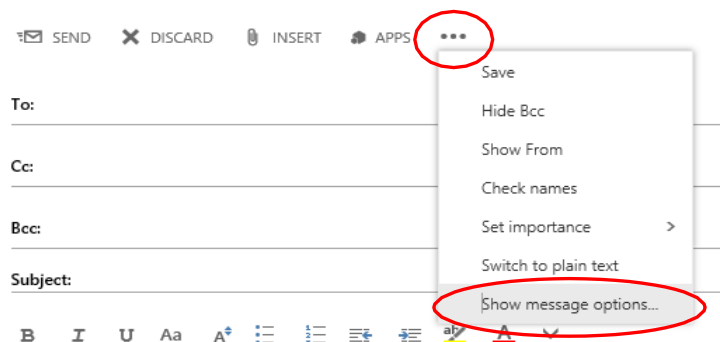 SEND DISCARD INSERT APPS •••
Save
To:
Hide Bcc
Show From
Cc:
Check names
Bcc:
Set importance >
Switch to plain text
Subject:
Show message options...
B I U Aa A ab A